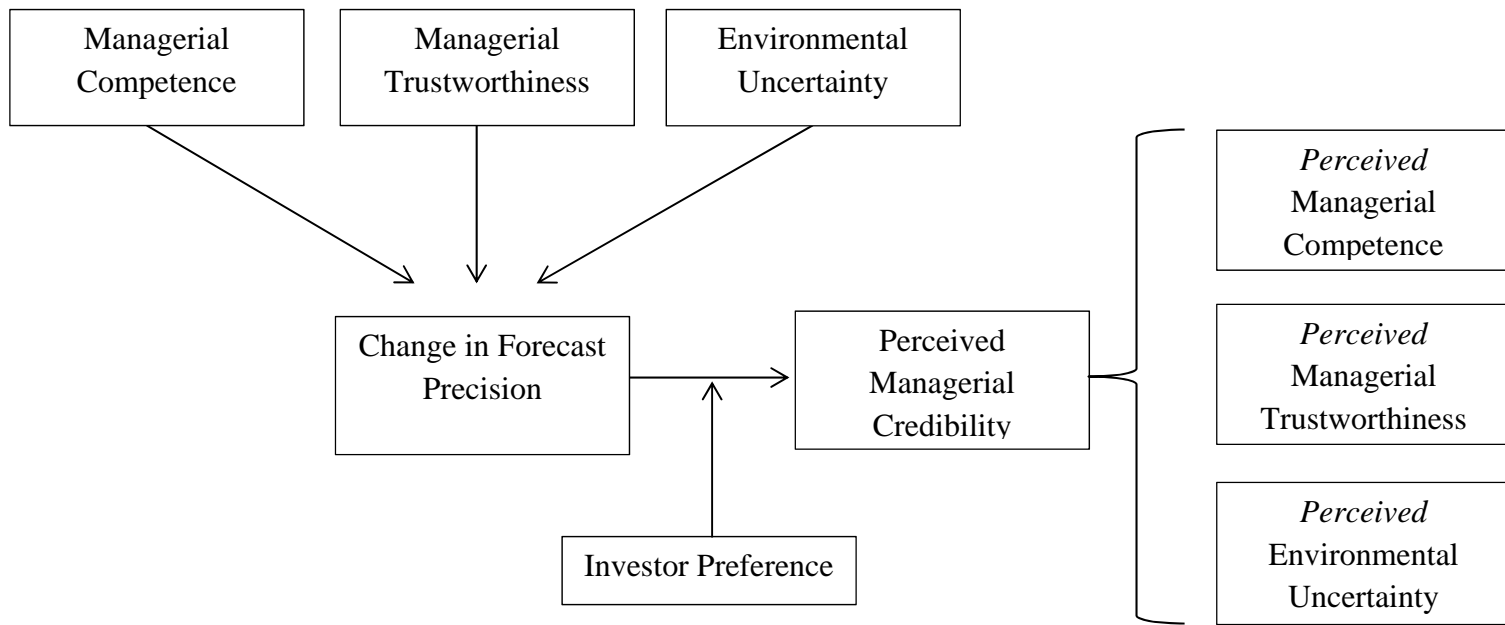 Managerial
Competence
Managerial
Trustworthiness
Environmental
Uncertainty
Change in Forecast
Precision
Perceived
Managerial
Credibility
Investor Preference
Perceived
Managerial
Competence
Perceived
Managerial
Trustworthiness
Perceived
Environmental
Uncertainty